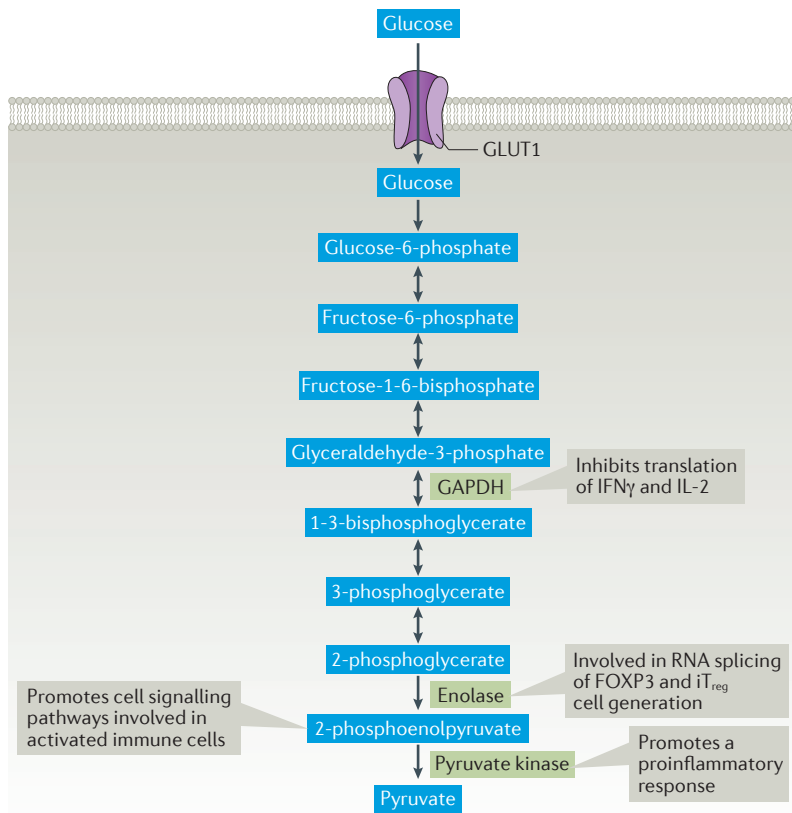 Glucose
GLUT1
Glucose
Glucose-6-phosphate
Fructose-6-phosphate
Fructose-1-6-bisphosphate
Glyceraldehyde-3-phosphate
GAPDH
Inhibits translation
of IFNγ and IL-2
1-3-bisphosphoglycerate
3-phosphoglycerate
2-phosphoglycerate
Enolase
Involved in RNA splicing
of FOXP3 and iTreg
cell generation
Promotes cell signalling
pathways involved in
activated immune cells
2-phosphoenolpyruvate
Pyruvate kinase
Promotes a
proinflammatory
response
Pyruvate